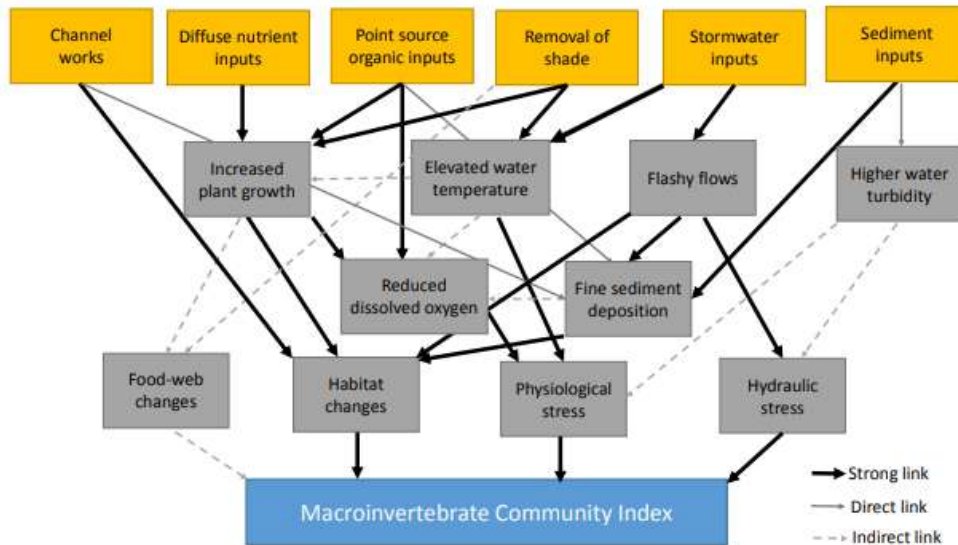 Channel
works
Diffuse nutrient
inputs
Point source
organic inputs
Removal of
shade
Stormwater
inputs
Sediment
inputs
Increased
plant growth
Elevated water
temperature
Flashy flows
Higher water
turbidity
Reduced
dissolved oxygen
Fine sediment
deposition
Food-web
changes
Habitat
changes
Physiological
stress
Hydraulic
stress
Macroinvertebrate Community Index
Strong link
Direct link
Indirect link